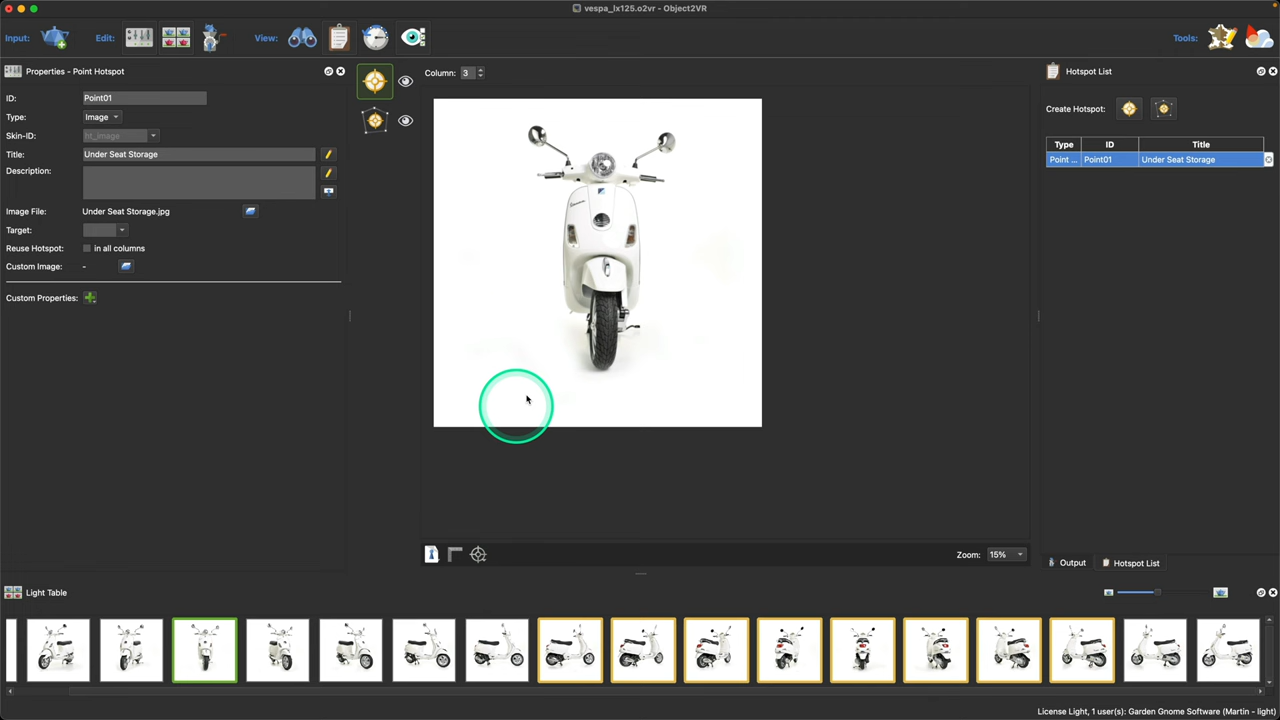 vespa_lx125.o2vr - Object2VR
Input: Edit: View: Tools:
Properties - Point Hotspot
ID: Point01
Type: Image
Skin-ID: ht_image
Title: Under Seat Storage
Description:
Image File: Under Seat Storage.jpg
Target:
Reuse Hotspot: in all columns
Custom Image: -
Custom Properties:
Column: 3
Zoom: 15%
Hotspot List
Create Hotspot:
Type ID Title
Point ... Point01 Under Seat Storage
Output Hotspot List
Light Table
License Light, 1 user(s): Garden Gnome Software (Martin - light)